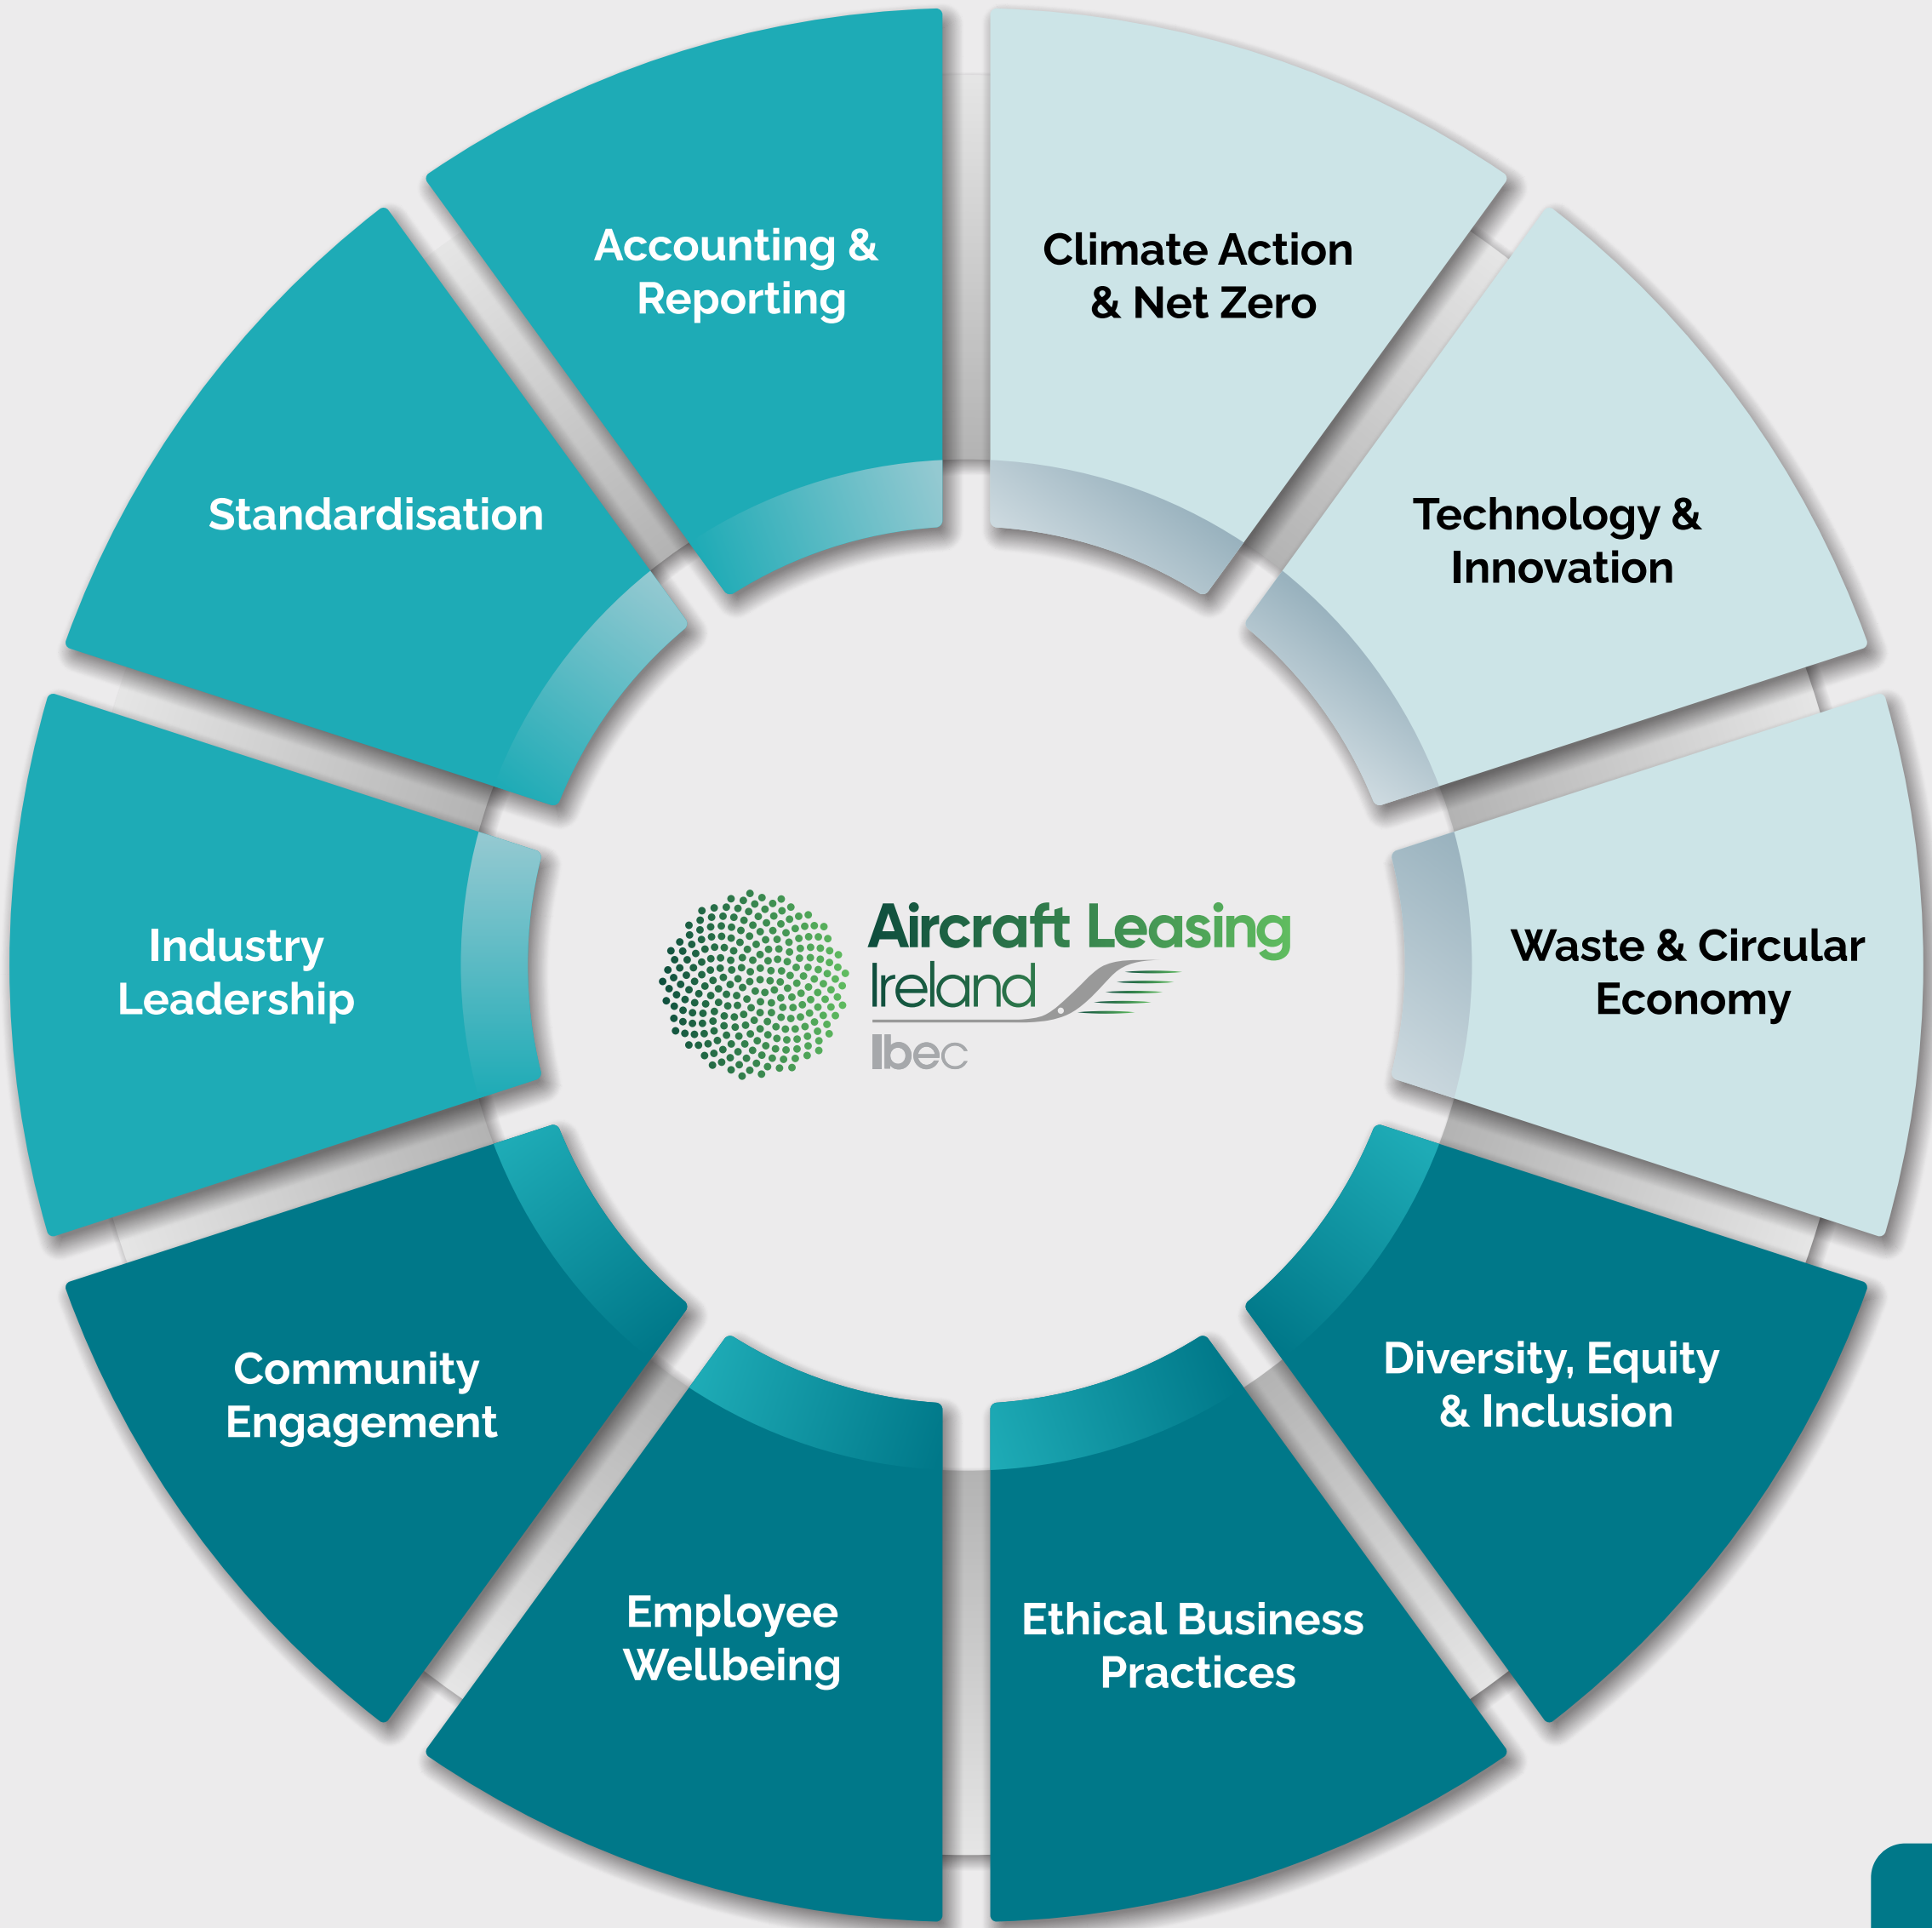 Accounting &
Reporting
Climate Action
& Net Zero
Standardisation
Technology &
Innovation
Industry
Leadership
Aircraft Leasing
Ireland
Ibec
Waste & Circular
Economy
Community
Engagement
Diversity, Equity
& Inclusion
Employee
Wellbeing
Ethical Business
Practices